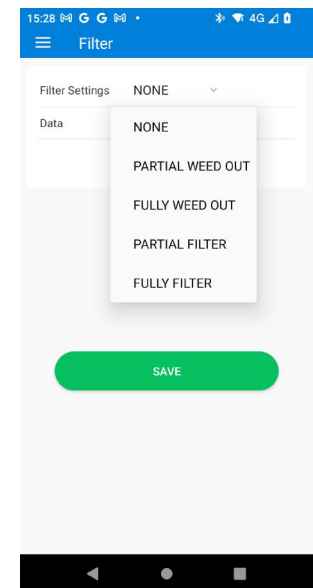 15:28 G G 4G
Filter
Filter Settings NONE
Data
NONE
PARTIAL WEED OUT
FULLY WEED OUT
PARTIAL FILTER
FULLY FILTER
SAVE